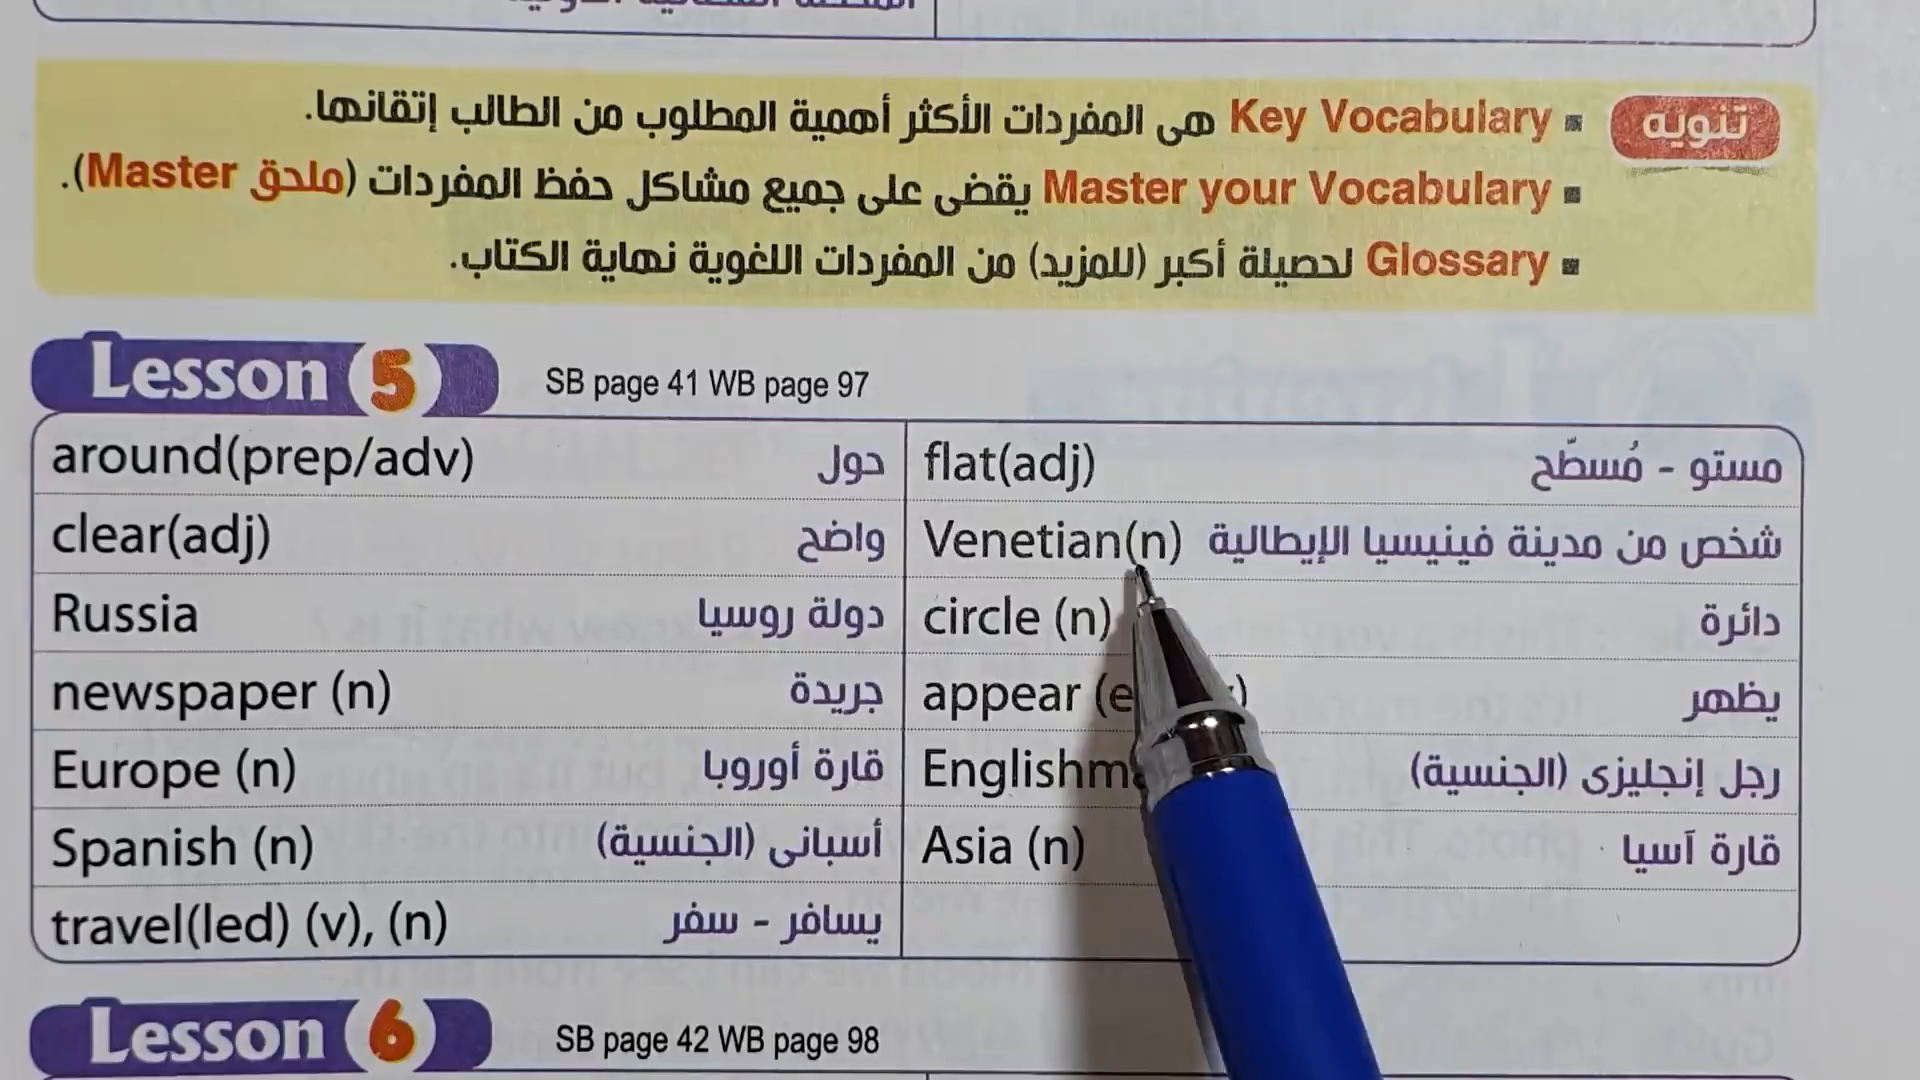 تنويه
▪ Key Vocabulary هى المفردات الأكثر أهمية المطلوب من الطالب إتقانها.
▪ Master your Vocabulary يقضى على جميع مشاكل حفظ المفردات (ملحق Master).
▪ Glossary لحصيلة أكبر (للمزيد) من المفردات اللغوية نهاية الكتاب.
Lesson (5) SB page 41 WB page 97
around(prep/adv) حول
flat(adj) مستو - مُسطّح
clear(adj) واضح
Venetian(n) شخص من مدينة فينيسيا الإيطالية
Russia دولة روسيا
circle (n) دائرة
newspaper (n) جريدة
appear يظهر
Europe (n) قارة أوروبا
رجل إنجليزى (الجنسية)
Spanish (n) أسبانى (الجنسية)
Asia (n) قارة آسيا
travel(led) (v), (n) يسافر - سفر
Lesson (6) SB page 42 WB page 98